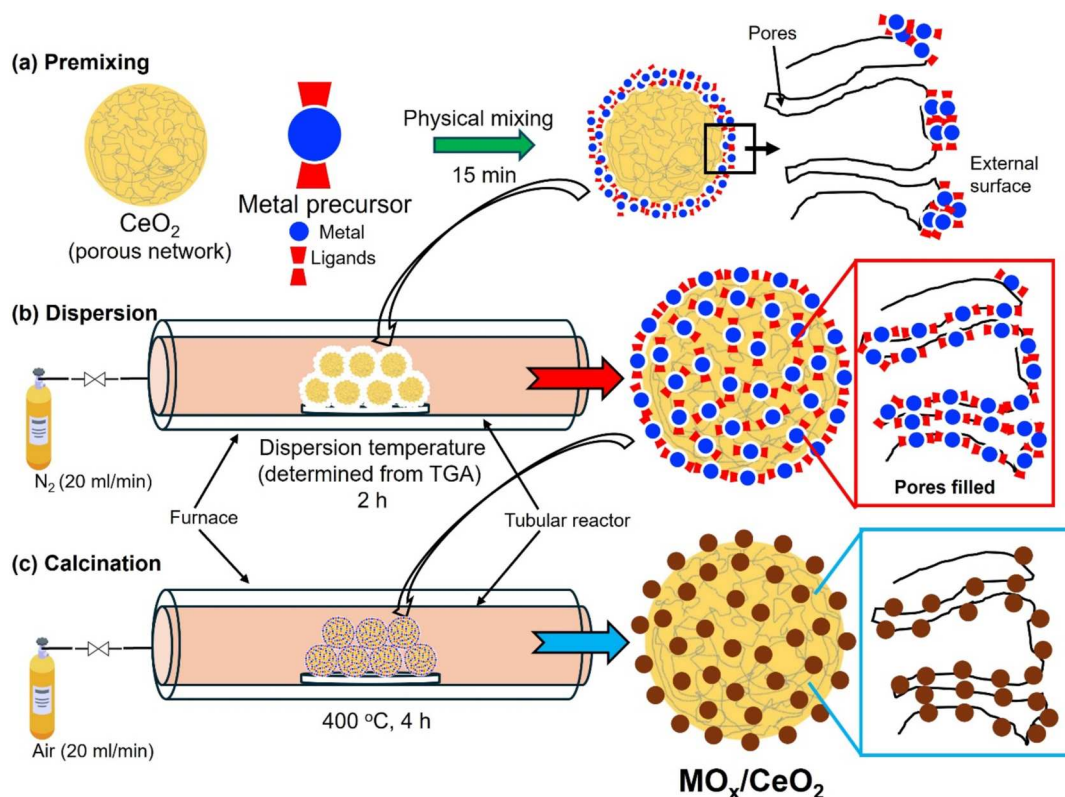 (a) Premixing
CeO2
(porous network)
Metal precursor
Metal
Ligands
Physical mixing
15 min
Pores
External
surface
(b) Dispersion
N2 (20 ml/min)
Dispersion temperature
(determined from TGA)
2 h
Pores filled
Furnace
Tubular reactor
(c) Calcination
Air (20 ml/min)
400 °C, 4 h
MOx/CeO2